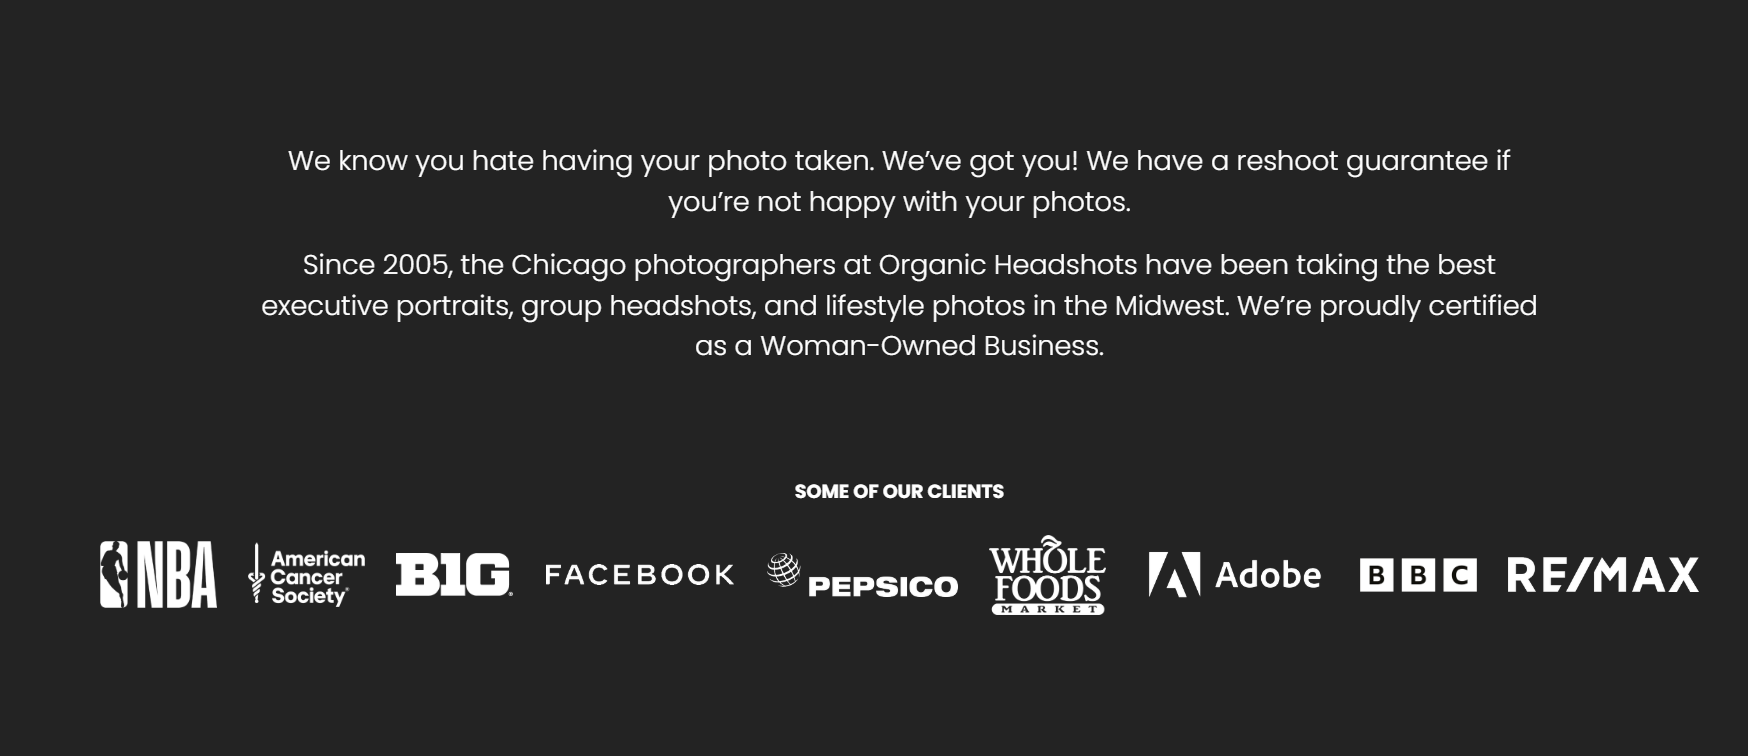 We know you hate having your photo taken. We’ve got you! We have a reshoot guarantee if
you’re not happy with your photos.
Since 2005, the Chicago photographers at Organic Headshots have been taking the best
executive portraits, group headshots, and lifestyle photos in the Midwest. We’re proudly certified
as a Woman-Owned Business.
SOME OF OUR CLIENTS
NBA
American
Cancer
Society®
B1G®
FACEBOOK
PEPSICO
WHOLE
FOODS
MARKET
Adobe
BBC
RE/MAX